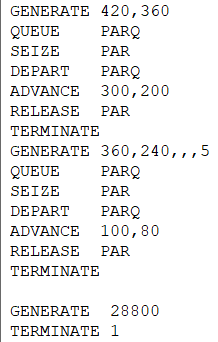 GENERATE 420,360
QUEUE PARQ
SEIZE PAR
DEPART PARQ
ADVANCE 300,200
RELEASE PAR
TERMINATE
GENERATE 360,240,,,5
QUEUE PARQ
SEIZE PAR
DEPART PARQ
ADVANCE 100,80
RELEASE PAR
TERMINATE
GENERATE 28800
TERMINATE 1